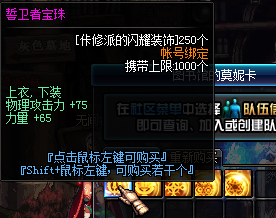 誓卫者宝珠
[佧修派的闪耀装饰]250个
帐号绑定
携带上限1000个
的莫妮卡
上衣, 下装
物理攻击力 +75
力量 +65
在社区菜单中选择
队伍信
即可查询、加入或创建队
『点击鼠标左键可购买』
『Shift+鼠标左键, 可购买若干个』